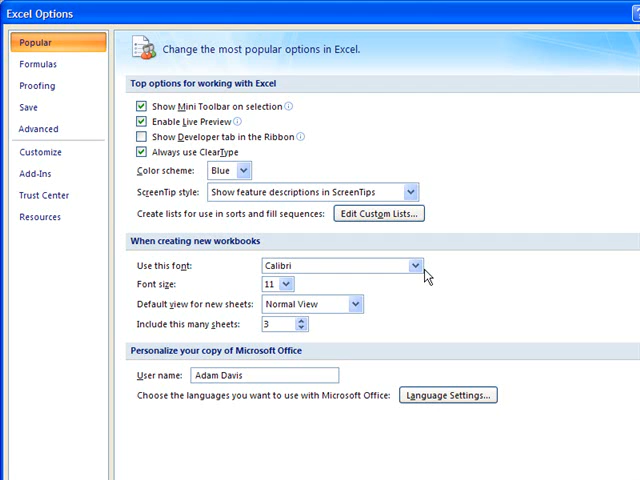 Excel Options
Popular
Formulas
Proofing
Save
Advanced
Customize
Add-Ins
Trust Center
Resources
Change the most popular options in Excel.
Top options for working with Excel
Show Mini Toolbar on selection
Enable Live Preview
Show Developer tab in the Ribbon
Always use ClearType
Color scheme: Blue
ScreenTip style: Show feature descriptions in ScreenTips
Create lists for use in sorts and fill sequences: Edit Custom Lists...
When creating new workbooks
Use this font: Calibri
Font size: 11
Default view for new sheets: Normal View
Include this many sheets: 3
Personalize your copy of Microsoft Office
User name: Adam Davis
Choose the languages you want to use with Microsoft Office: Language Settings...